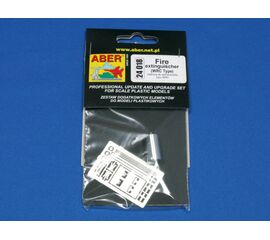 ABER
www.aber.net.pl
24 018
Fire
extinguischer
(WRC Type)
PROFESSIONAL UPDATE AND UPGRADE SET
FOR SCALE PLASTIC MODELS
ZESTAW DODATKOWYCH ELEMENTÓW
DO MODELI PLASTIKOWYCH